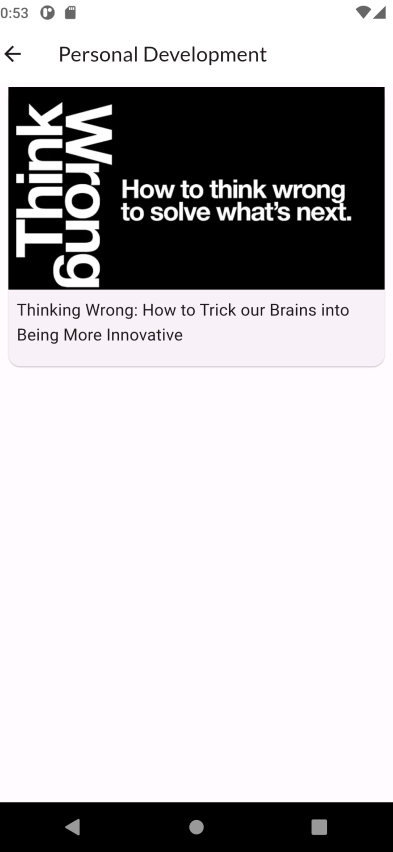 0:53
Personal Development
Think
Wrong
How to think wrong
to solve what's next.
Thinking Wrong: How to Trick our Brains into
Being More Innovative